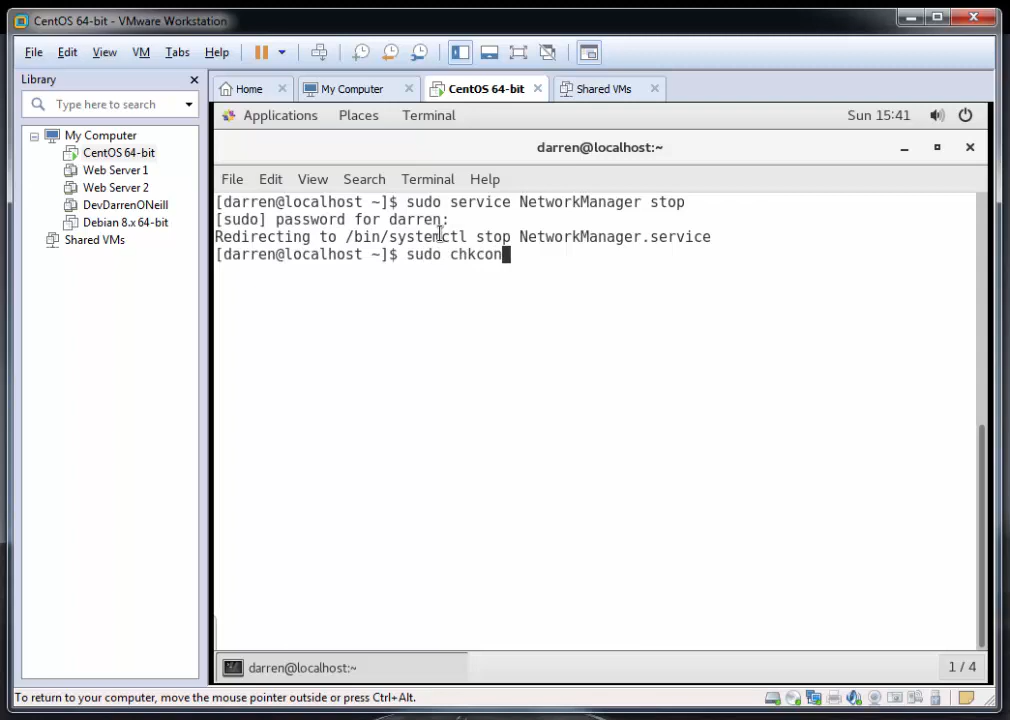 CentOS 64-bit - VMware Workstation
File Edit View VM Tabs Help
Library
Type here to search
My Computer
CentOS 64-bit
Web Server 1
Web Server 2
DevDarrenONeill
Debian 8.x 64-bit
Shared VMs
Home My Computer CentOS 64-bit Shared VMs
Applications Places Terminal Sun 15:41
darren@localhost:~
File Edit View Search Terminal Help
[darren@localhost ~]$ sudo service NetworkManager stop
[sudo] password for darren:
Redirecting to /bin/systemctl stop NetworkManager.service
[darren@localhost ~]$ sudo chkcon
darren@localhost:~ 1 / 4
To return to your computer, move the mouse pointer outside or press Ctrl+Alt.